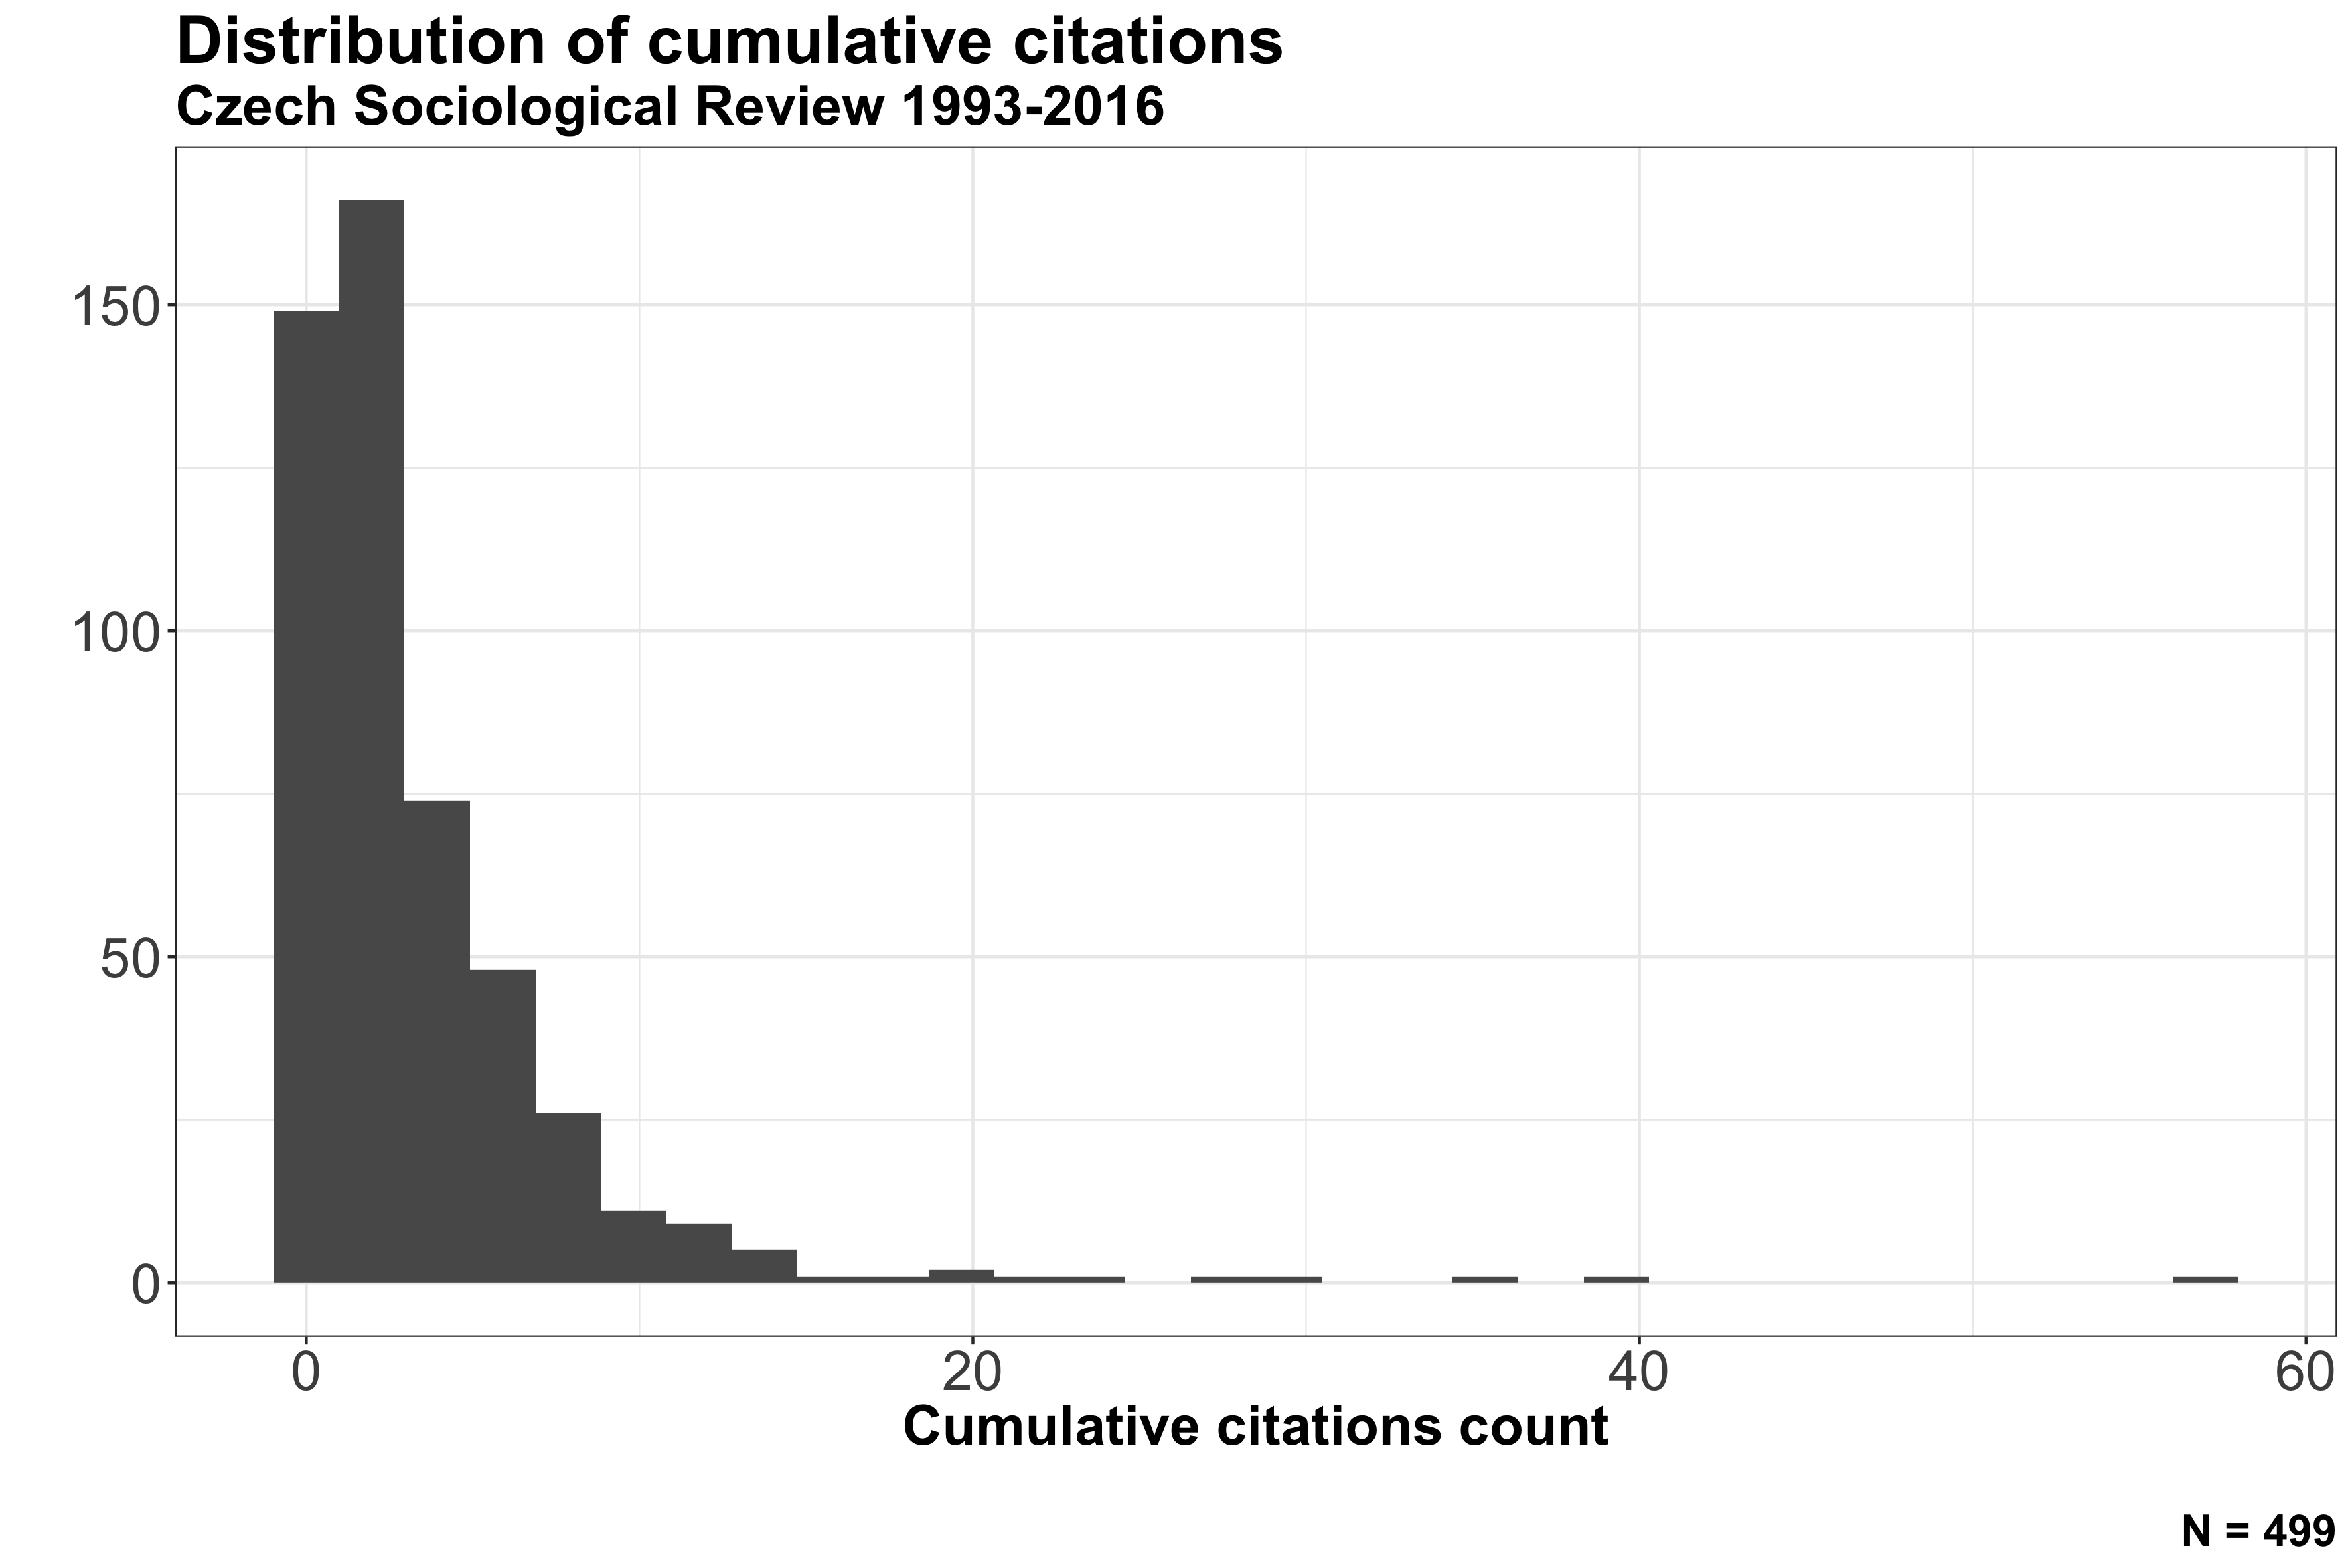 Distribution of cumulative citations
Czech Sociological Review 1993-2016
150
100
50
0
0 20 40 60
Cumulative citations count
N = 499